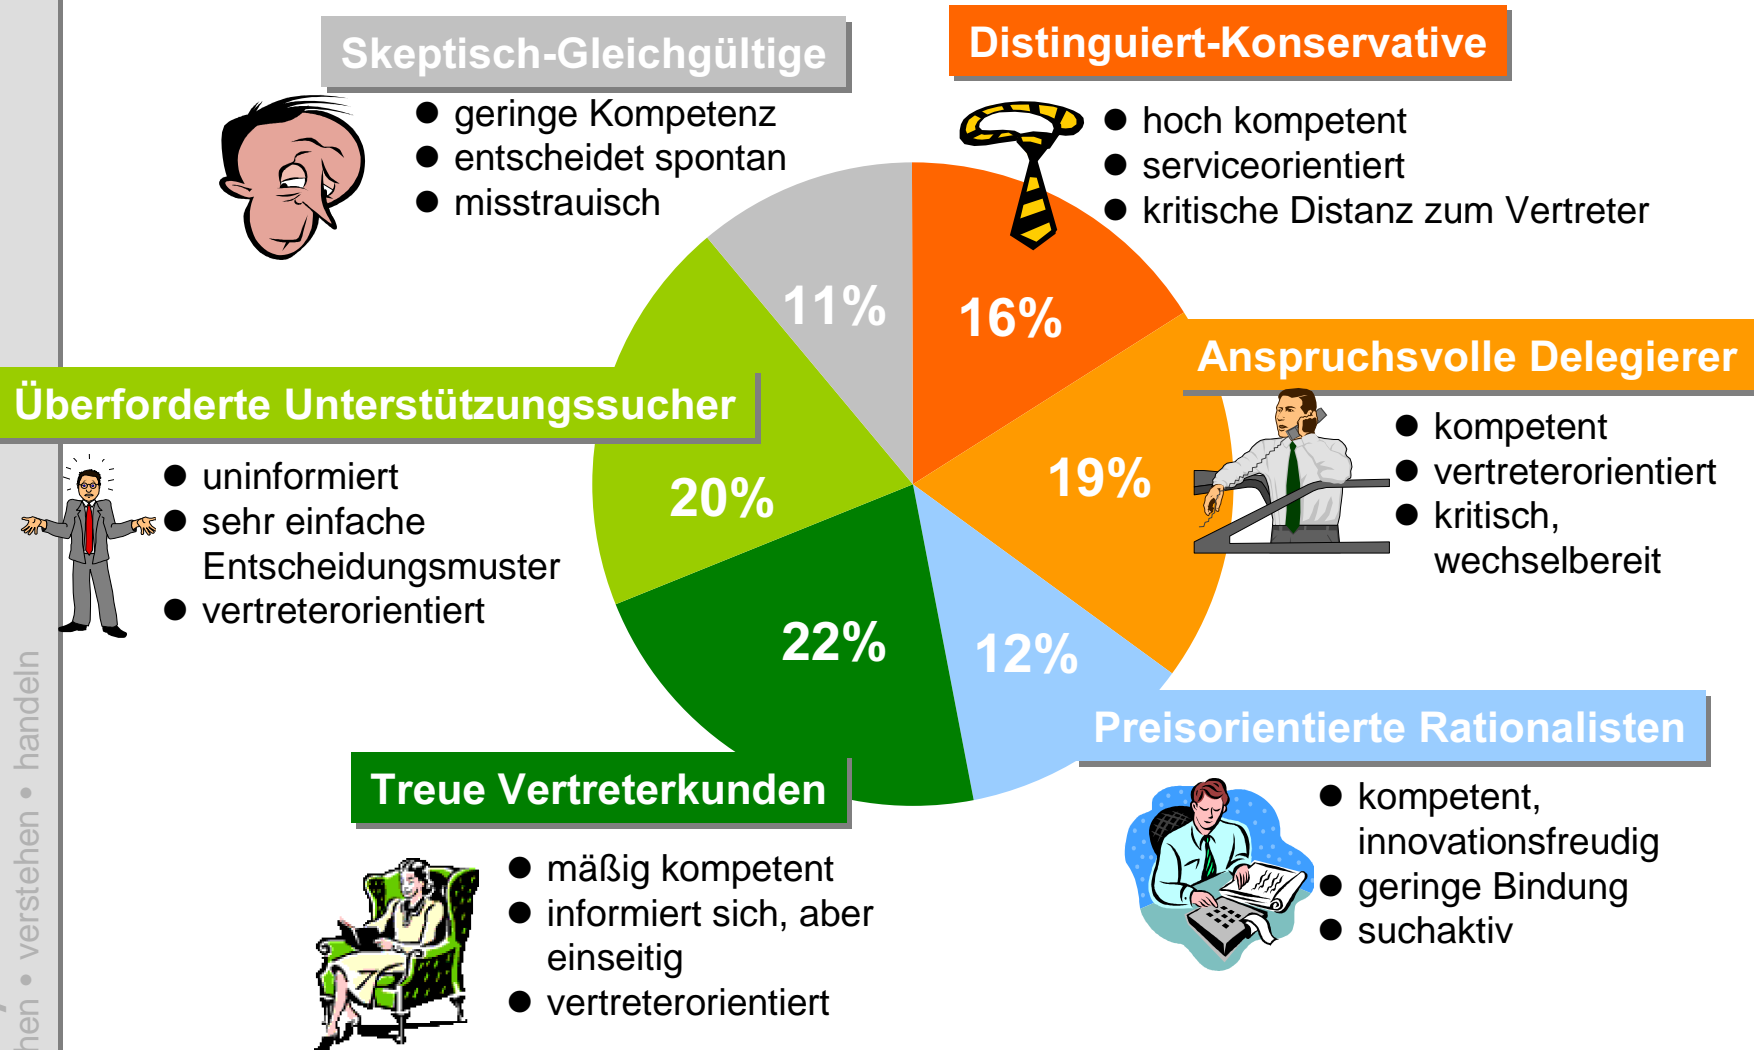 Skeptisch-Gleichgültige
● geringe Kompetenz
● entscheidet spontan
● misstrauisch
Distinguiert-Konservative
● hoch kompetent
● serviceorientiert
● kritische Distanz zum Vertreter
11%
16%
Anspruchsvolle Delegierer
● kompetent
● vertreterorientiert
● kritisch,
wechselbereit
19%
Überforderte Unterstützungssucher
● uninformiert
● sehr einfache
Entscheidungsmuster
● vertreterorientiert
20%
22%
12%
Preisorientierte Rationalisten
● kompetent,
innovationsfreudig
● geringe Bindung
● suchaktiv
Treue Vertreterkunden
● mäßig kompetent
● informiert sich, aber
einseitig
● vertreterorientiert
• verstehen • handeln